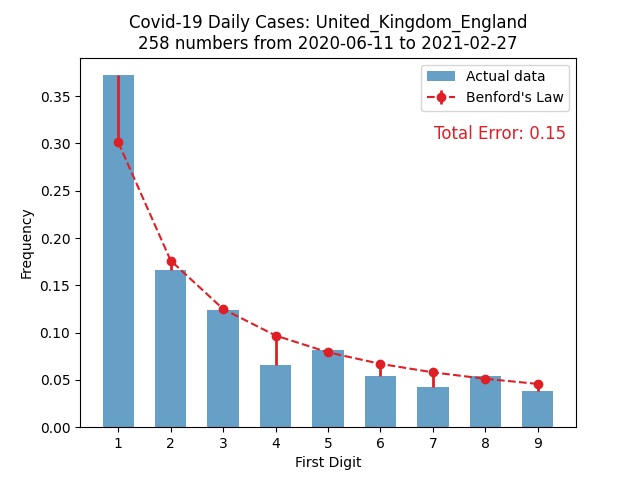 Covid-19 Daily Cases: United_Kingdom_England
258 numbers from 2020-06-11 to 2021-02-27
Actual data
Benford's Law
Total Error: 0.15
Frequency
0.35
0.30
0.25
0.20
0.15
0.10
0.05
0.00
1 2 3 4 5 6 7 8 9
First Digit